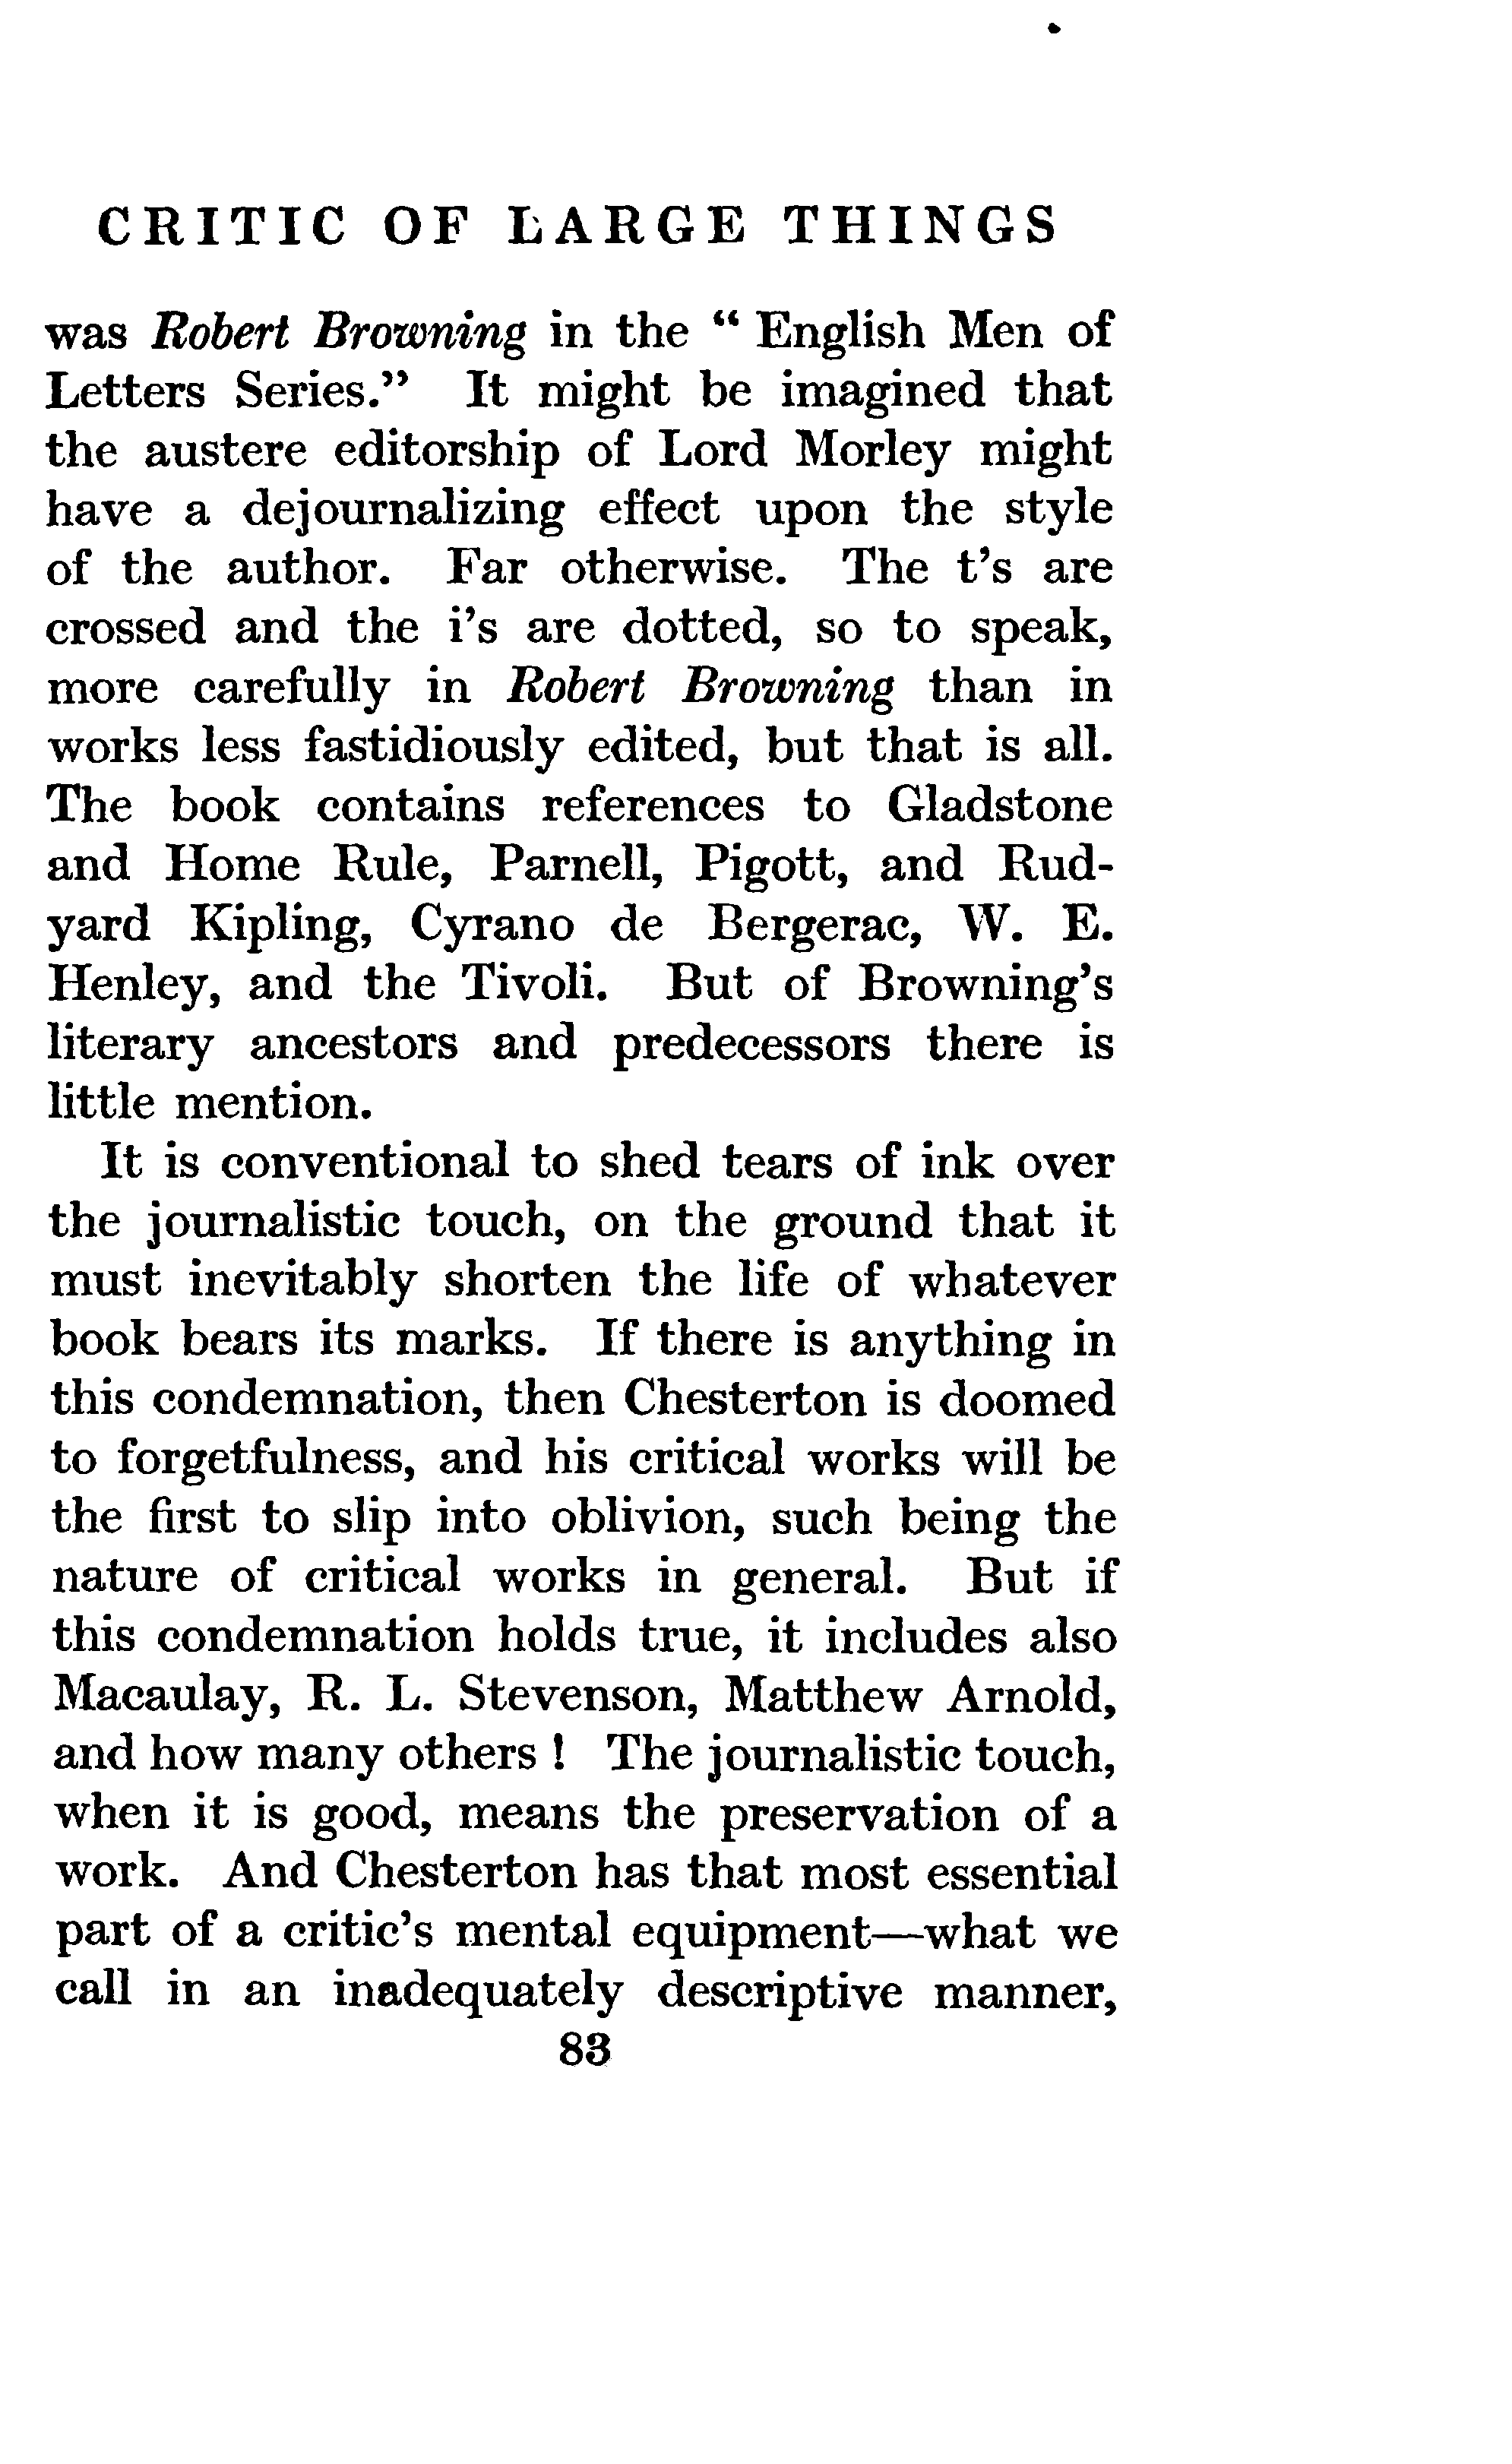 CRITIC OF LARGE THINGS
was Robert Browning in the “ English Men of
Letters Series.” It might be imagined that
the austere editorship of Lord Morley might
have a dejournalizing effect upon the style
of the author. Far otherwise. The t’s are
crossed and the i’s are dotted, so to speak,
more carefully in Robert Browning than in
works less fastidiously edited, but that is all.
The book contains references to Gladstone
and Home Rule, Parnell, Pigott, and Rud-
yard Kipling, Cyrano de Bergerac, W. E.
Henley, and the Tivoli. But of Browning’s
literary ancestors and predecessors there is
little mention.
It is conventional to shed tears of ink over
the journalistic touch, on the ground that it
must inevitably shorten the life of whatever
book bears its marks. If there is anything in
this condemnation, then Chesterton is doomed
to forgetfulness, and his critical works will be
the first to slip into oblivion, such being the
nature of critical works in general. But if
this condemnation holds true, it includes also
Macaulay, R. L. Stevenson, Matthew Arnold,
and how many others ! The journalistic touch,
when it is good, means the preservation of a
work. And Chesterton has that most essential
part of a critic’s mental equipment—what we
call in an inadequately descriptive manner,
83